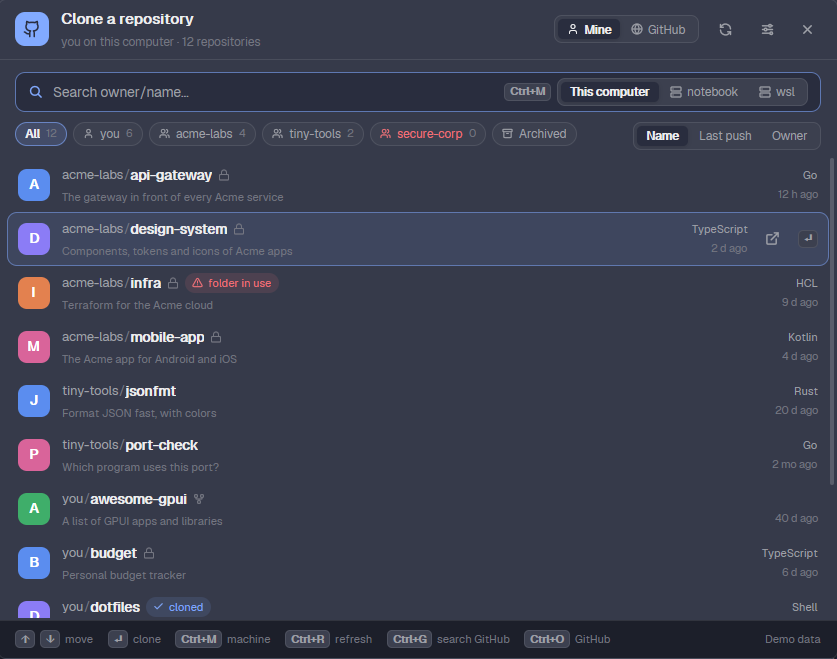 Clone a repository
you on this computer · 12 repositories
Mine
GitHub
Search owner/name...
Ctrl+M
This computer
notebook
wsl
All 12
you 6
acme-labs 4
tiny-tools 2
secure-corp 0
Archived
Name
Last push
Owner
A
acme-labs/api-gateway
Go
The gateway in front of every Acme service
12 h ago
D
acme-labs/design-system
TypeScript
Components, tokens and icons of Acme apps
2 d ago
I
acme-labs/infra
folder in use
HCL
Terraform for the Acme cloud
9 d ago
M
acme-labs/mobile-app
Kotlin
The Acme app for Android and iOS
4 d ago
J
tiny-tools/jsonfmt
Rust
Format JSON fast, with colors
20 d ago
P
tiny-tools/port-check
Go
Which program uses this port?
2 mo ago
A
you/awesome-gpui
A list of GPUI apps and libraries
40 d ago
B
you/budget
TypeScript
Personal budget tracker
6 d ago
D
you/dotfiles
cloned
Shell
move
clone
Ctrl+M machine
Ctrl+R refresh
Ctrl+G search GitHub
Ctrl+O GitHub
Demo data